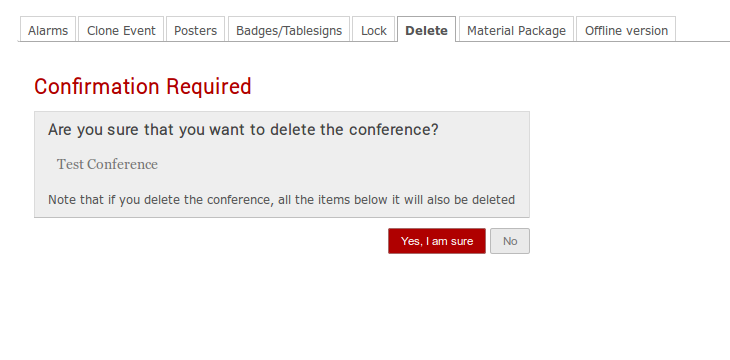 Alarms Clone Event Posters Badges/Tablesigns Lock Delete Material Package Offline version
Confirmation Required
Are you sure that you want to delete the conference?
Test Conference
Note that if you delete the conference, all the items below it will also be deleted
Yes, I am sure No